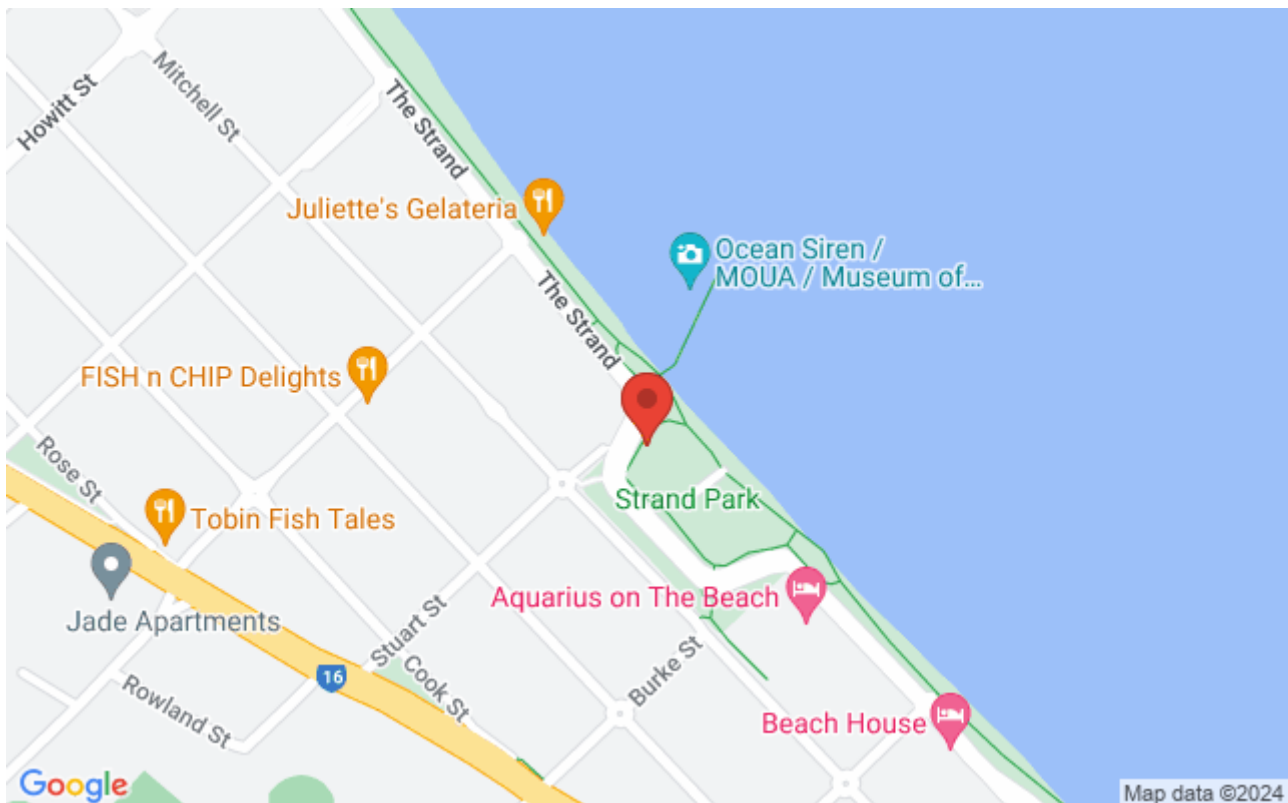 Howitt St
Mitchell St
The Strand
Juliette's Gelateria
Ocean Siren /
MOUA / Museum of...
The Strand
FISH n CHIP Delights
Rose St
Strand Park
Tobin Fish Tales
Aquarius on The Beach
Jade Apartments
Stuart St
Cook St
Burke St
16
Rowland St
Beach House
Google
Map data ©2024